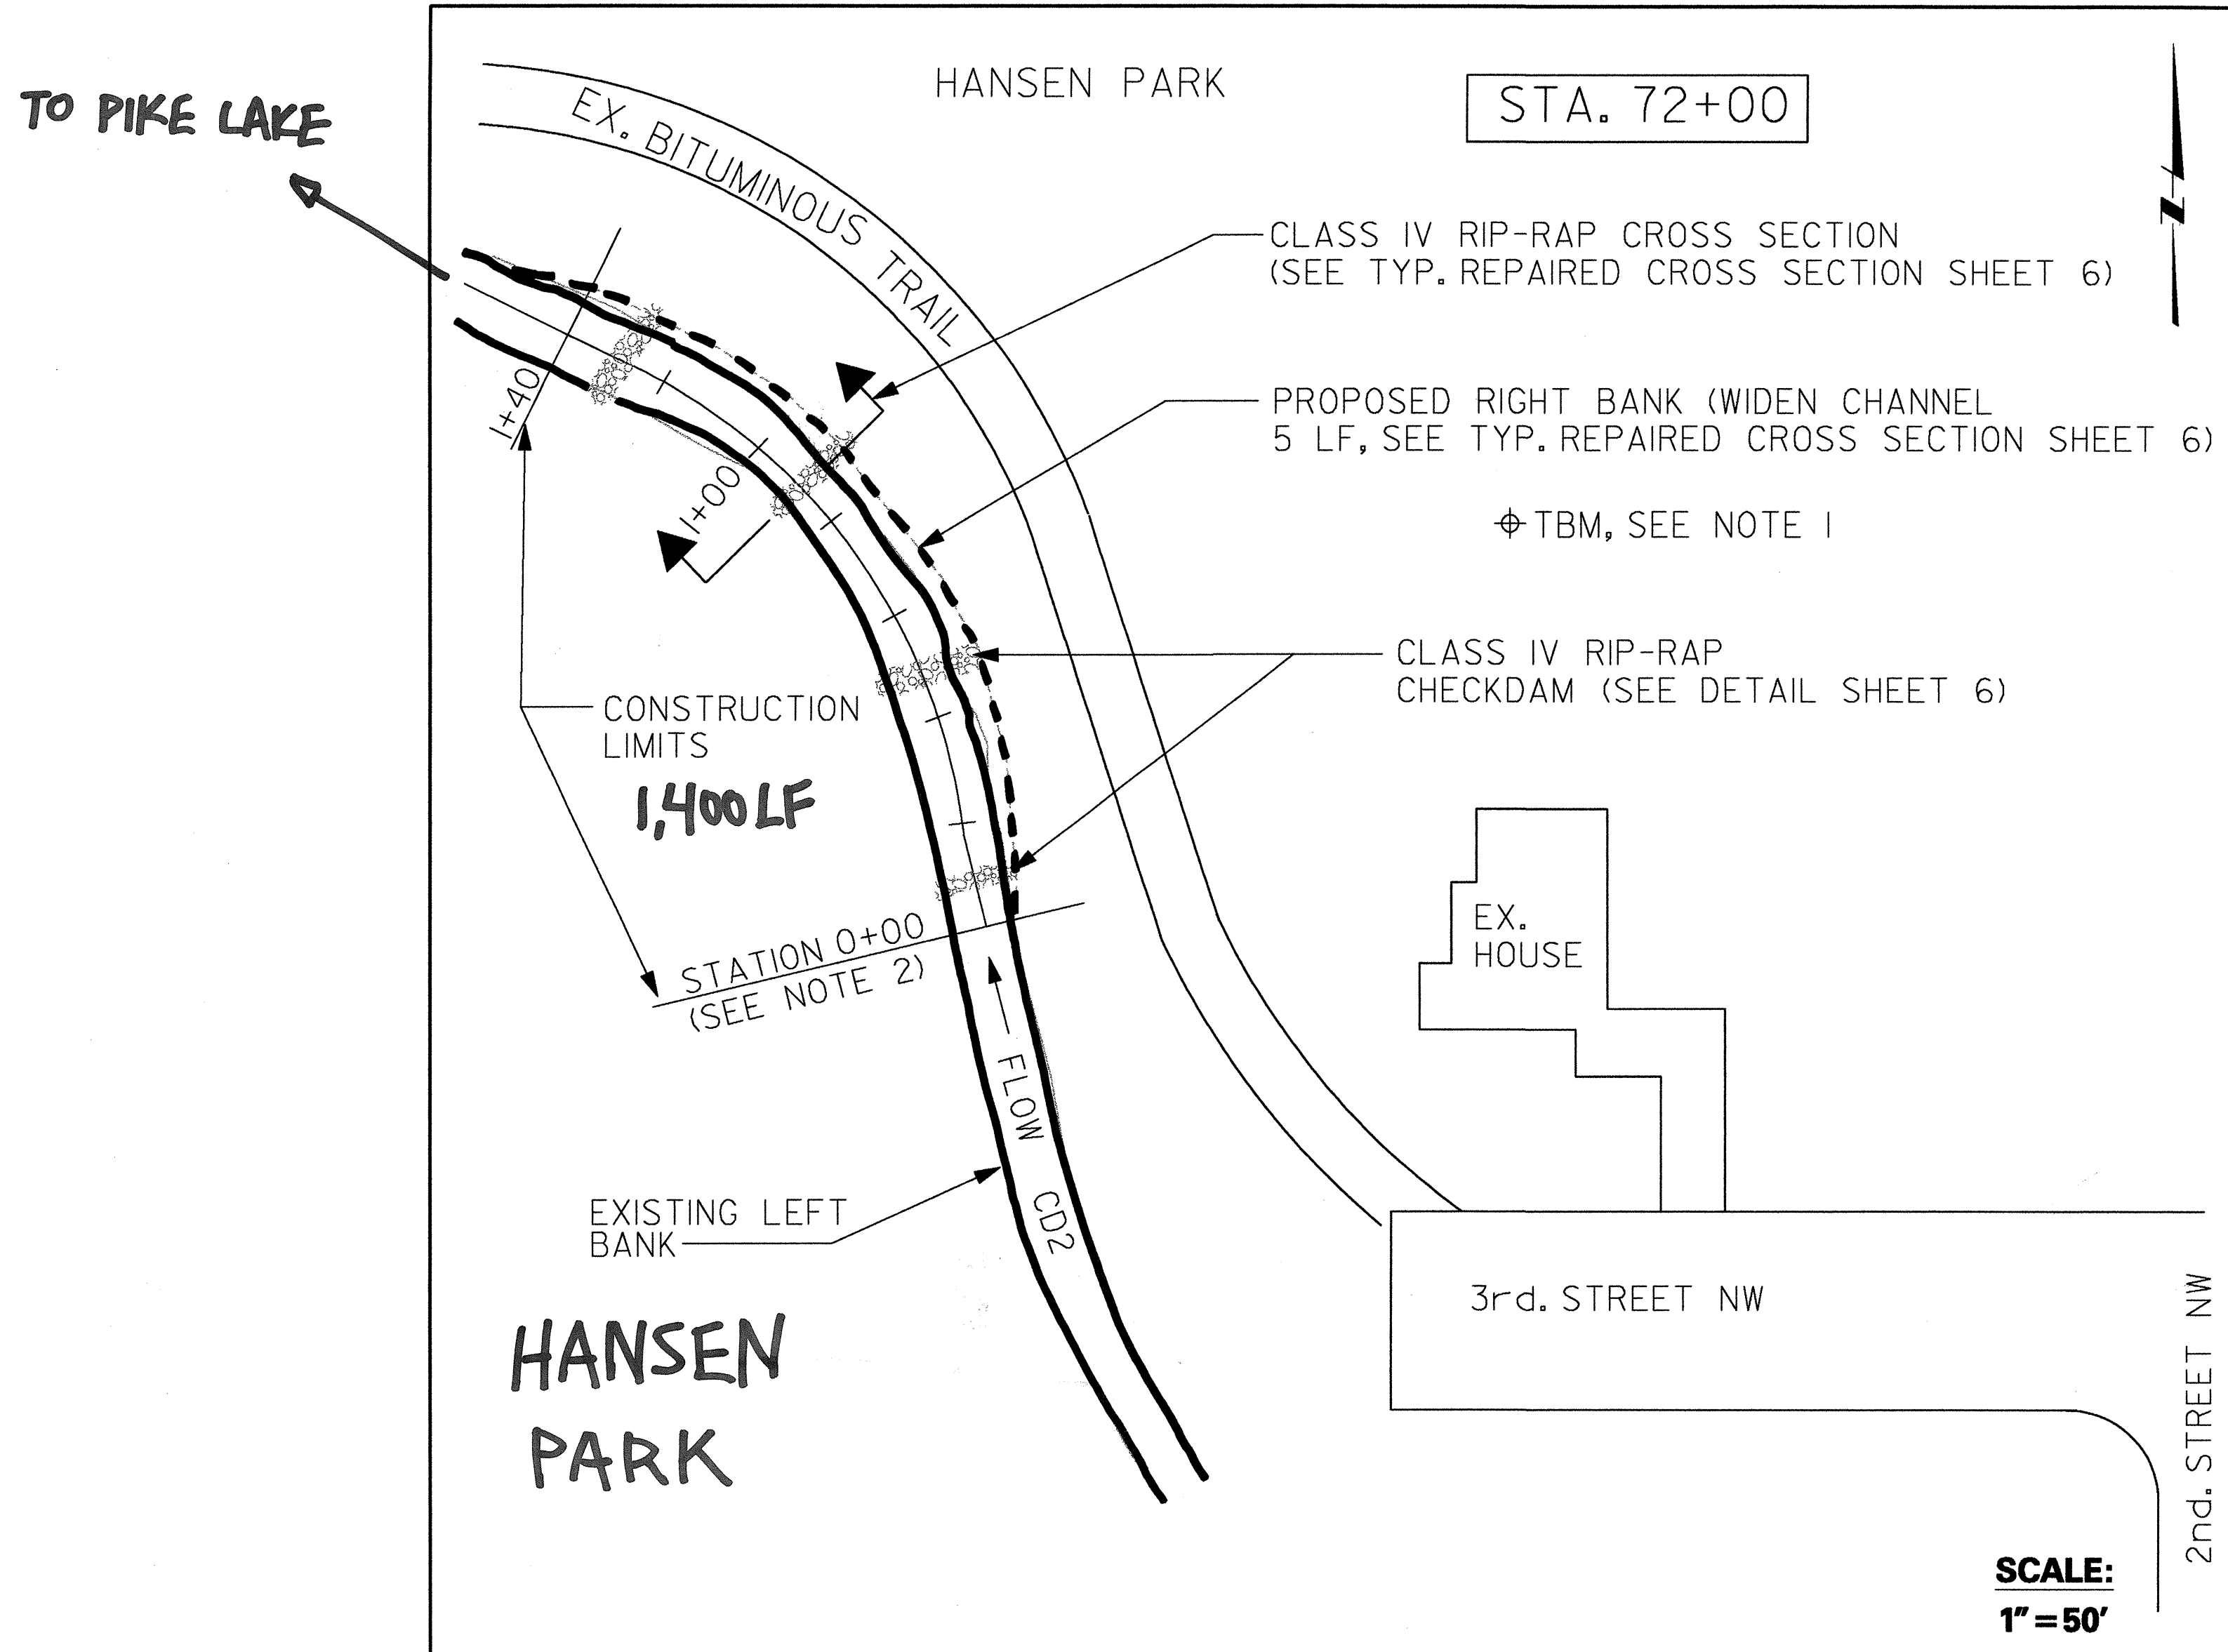 HANSEN PARK
STA. 72+00
TO PIKE LAKE
EX. BITUMINOUS TRAIL
N
CLASS IV RIP-RAP CROSS SECTION
(SEE TYP. REPAIRED CROSS SECTION SHEET 6)
1+40
PROPOSED RIGHT BANK (WIDEN CHANNEL
5 LF, SEE TYP. REPAIRED CROSS SECTION SHEET 6)
1+00
TBM, SEE NOTE 1
CLASS IV RIP-RAP
CHECKDAM (SEE DETAIL SHEET 6)
CONSTRUCTION
LIMITS
1,400 LF
STATION 0+00
(SEE NOTE 2)
EX.
HOUSE
FLOW
CD2
EXISTING LEFT
BANK
3rd. STREET NW
2nd. STREET NW
HANSEN
PARK
SCALE:
1" = 50'